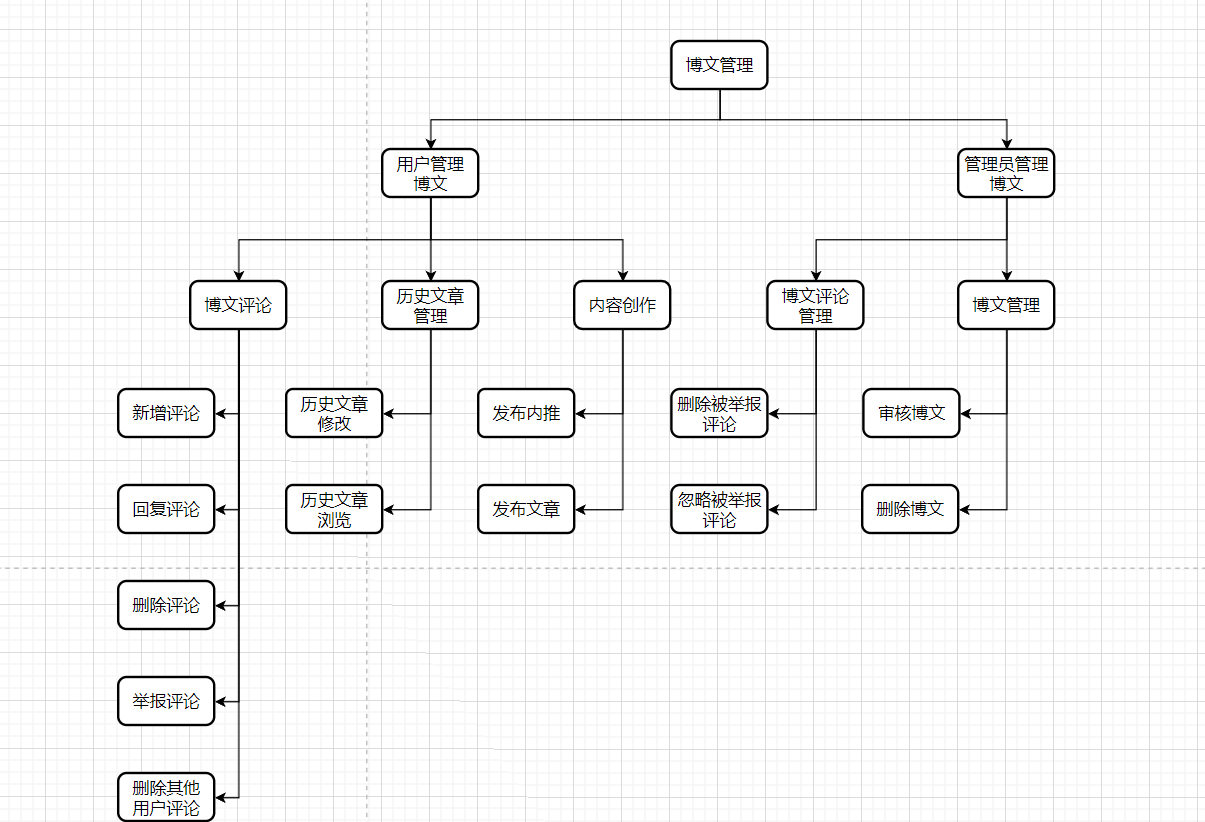 博文管理
用户管理
博文
管理员管理
博文
博文评论
历史文章
管理
内容创作
博文评论
管理
博文管理
新增评论
历史文章
修改
发布内推
删除被举报
评论
审核博文
回复评论
历史文章
浏览
发布文章
忽略被举报
评论
删除博文
删除评论
举报评论
删除其他
用户评论